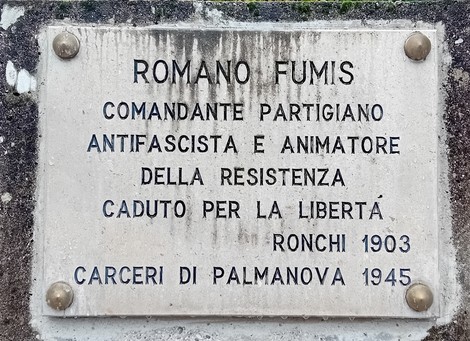 ROMANO FUMIS
COMANDANTE PARTIGIANO
ANTIFASCISTA E ANIMATORE
DELLA RESISTENZA
CADUTO PER LA LIBERTÁ
RONCHI 1903
CARCERI DI PALMANOVA 1945